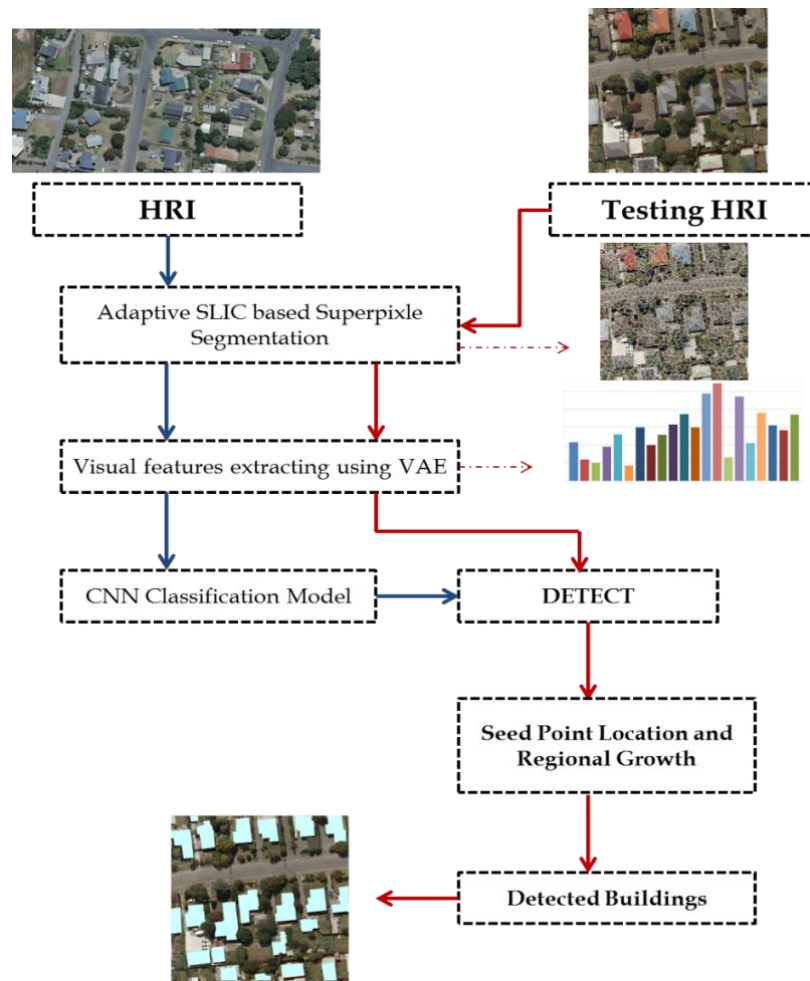 HRI
Testing HRI
Adaptive SLIC based Superpixle
Segmentation
Visual features extracting using VAE
CNN Classification Model
DETECT
Seed Point Location and
Regional Growth
Detected Buildings